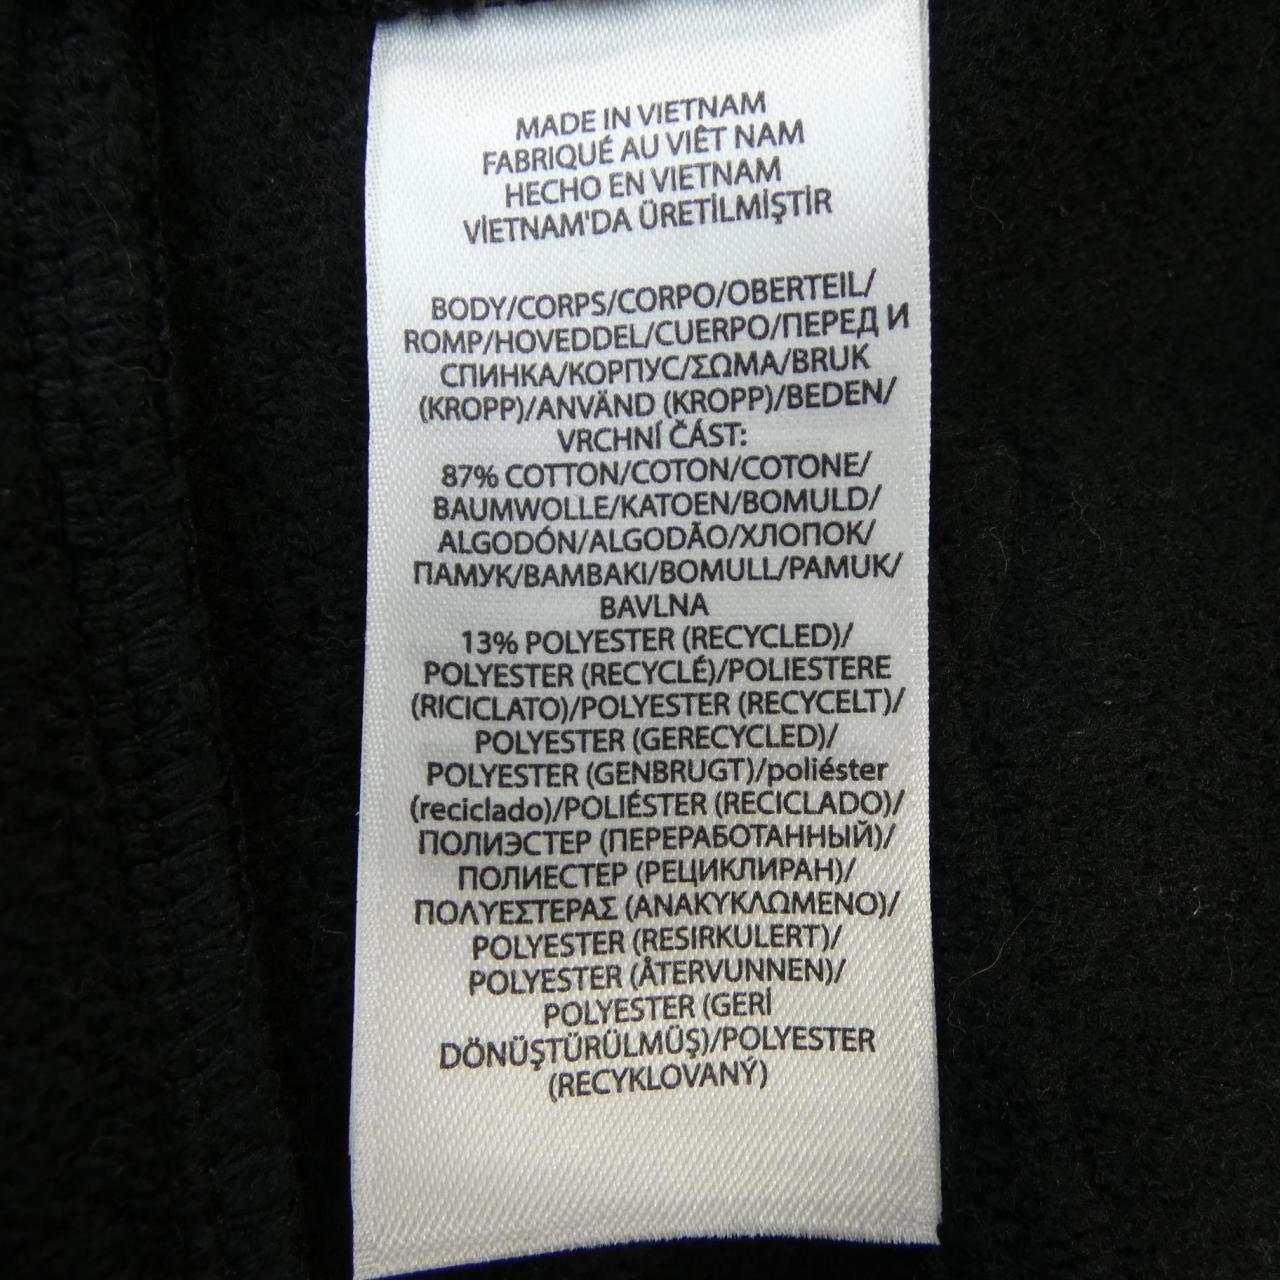 MADE IN VIETNAM
FABRIQUÉ AU VIÊT NAM
HECHO EN VIETNAM
VİETNAM'DA ÜRETİLMİŞTİR
BODY/CORPS/CORPO/OBERTEIL/
ROMP/HOVEDDEL/CUERPO/ПЕРЕД И
СПИНКА/КОРПУС/ΣΩΜΑ/BRUK
(KROPP)/ANVÄND (KROPP)/BEDEN/
VRCHNÍ ČÁST:
87% COTTON/COTON/COTONE/
BAUMWOLLE/KATOEN/BOMULD/
ALGODÓN/ALGODÃO/ХЛОПОК/
ПАМУК/BAMBAKI/BOMULL/PAMUK/
BAVLNA
13% POLYESTER (RECYCLED)/
POLYESTER (RECYCLÉ)/POLIESTERE
(RICICLATO)/POLYESTER (RECYCELT)/
POLYESTER (GERECYCLED)/
POLYESTER (GENBRUGT)/poliéster
(reciclado)/POLIÉSTER (RECICLADO)/
ПОЛИЭСТЕР (ПЕРЕРАБОТАННЫЙ)/
ПОЛИЕСТЕР (РЕЦИКЛИРАН)/
ΠΟΛΥΕΣΤΕΡΑΣ (ΑΝΑΚΥΚΛΩΜΕΝΟ)/
POLYESTER (RESIRKULERT)/
POLYESTER (ÅTERVUNNEN)/
POLYESTER (GERİ
DÖNÜŞTÜRÜLMÜŞ)/POLYESTER
(RECYKLOVANÝ)